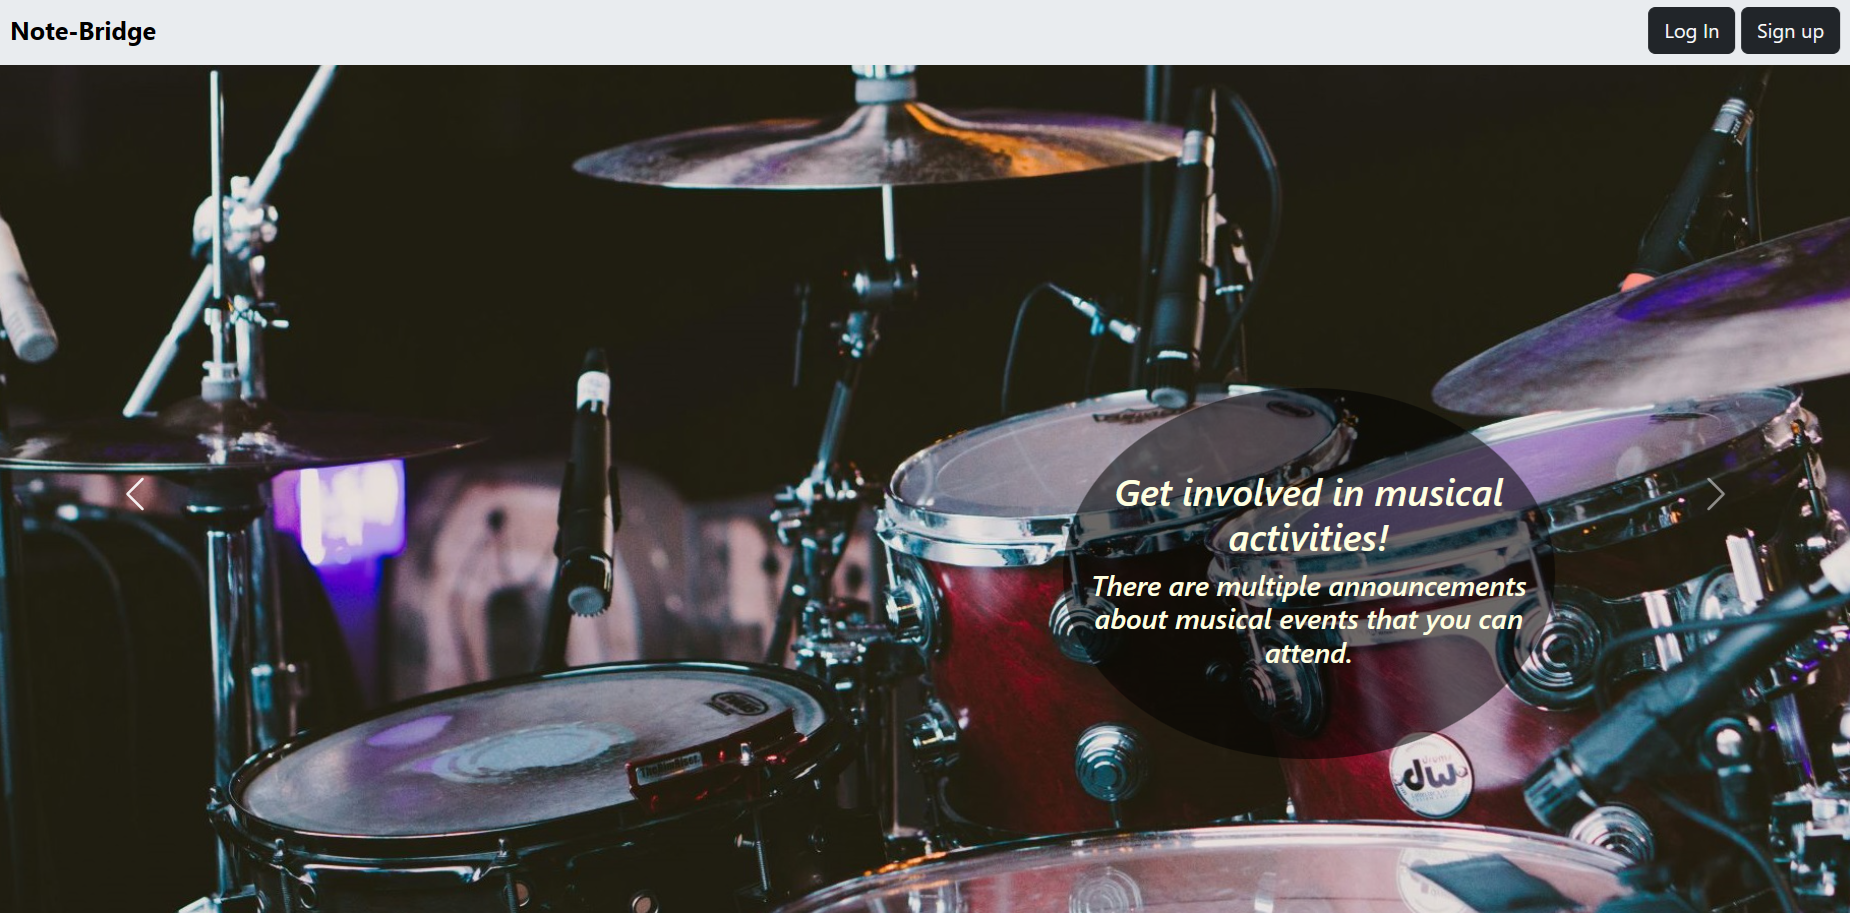 Note-Bridge
Log In
Sign up
Get involved in musical
activities!
There are multiple announcements
about musical events that you can
attend.
drums
dw